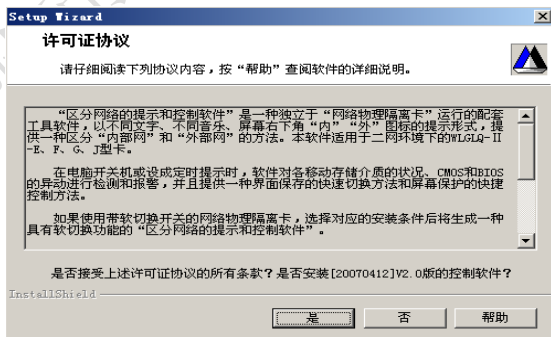 Setup Wizard
许可证协议
请仔细阅读下列协议内容，按“帮助”查阅软件的详细说明。
“区分网络的提示和控制软件”是一种独立于“网络物理隔离卡”运行的配套
工具软件，以不同文字、不同音乐、屏幕右下角“内”“外”图标的提示形式，提
供一种区分“内部网”和“外部网”的方法。本软件适用于二网环境下的WLGLQ-II
-E、F、G、J型卡。
在电脑开关机或设成定时提示时，软件对各移动存储介质的状况、CMOS和BIOS
的异动进行检测和报警，并且提供一种界面保存的快速切换方法和屏幕保护的快捷
控制方法。
如果使用带软切换开关的网络物理隔离卡，选择对应的安装条件后将生成一种
具有软切换功能的“区分网络的提示和控制软件”。
是否接受上述许可证协议的所有条款？是否安装[20070412]V2.0版的控制软件？
InstallShield
是
否
帮助